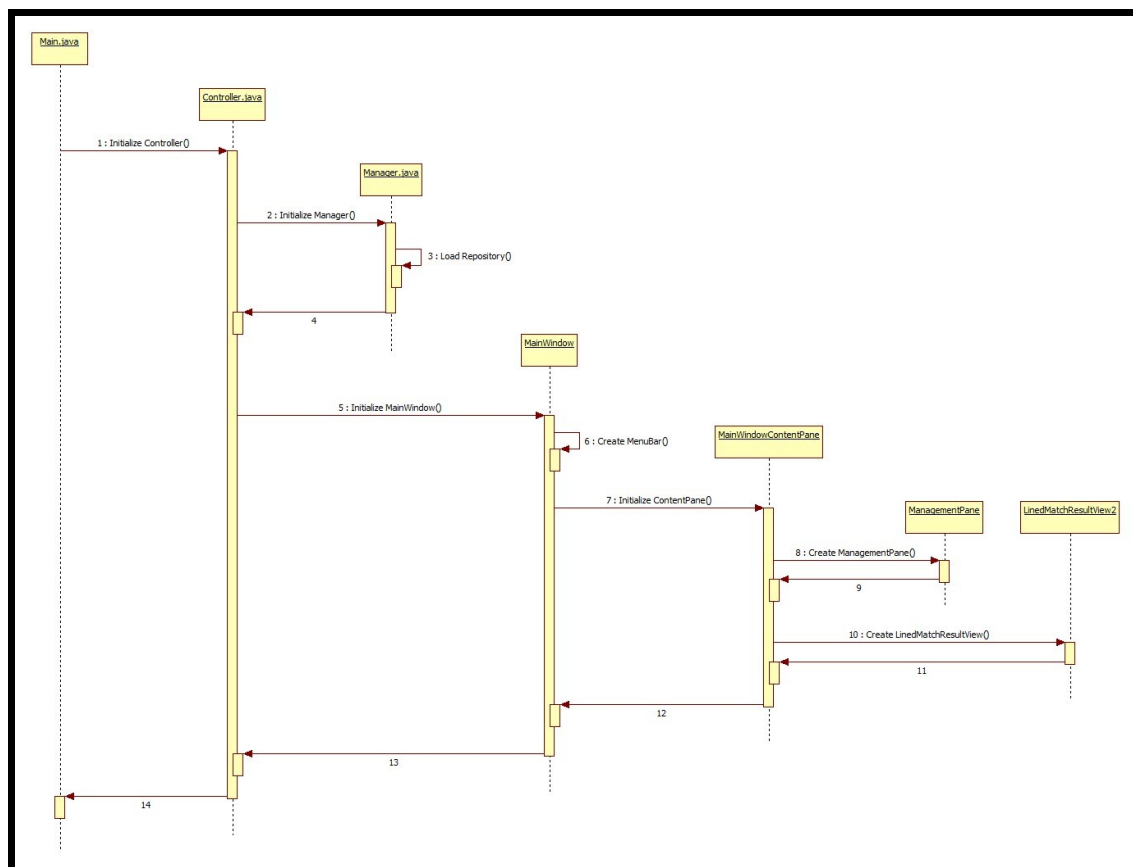 Main.java
Controller.java
1 : Initialize Controller()
Manager.java
2 : Initialize Manager()
3 : Load Repository()
4
MainWindow
5 : Initialize MainWindow()
6 : Create MenuBar()
MainWindowContentPane
7 : Initialize ContentPane()
ManagementPane
LinedMatchResultView2
8 : Create ManagementPane()
9
10 : Create LinedMatchResultView()
11
12
13
14